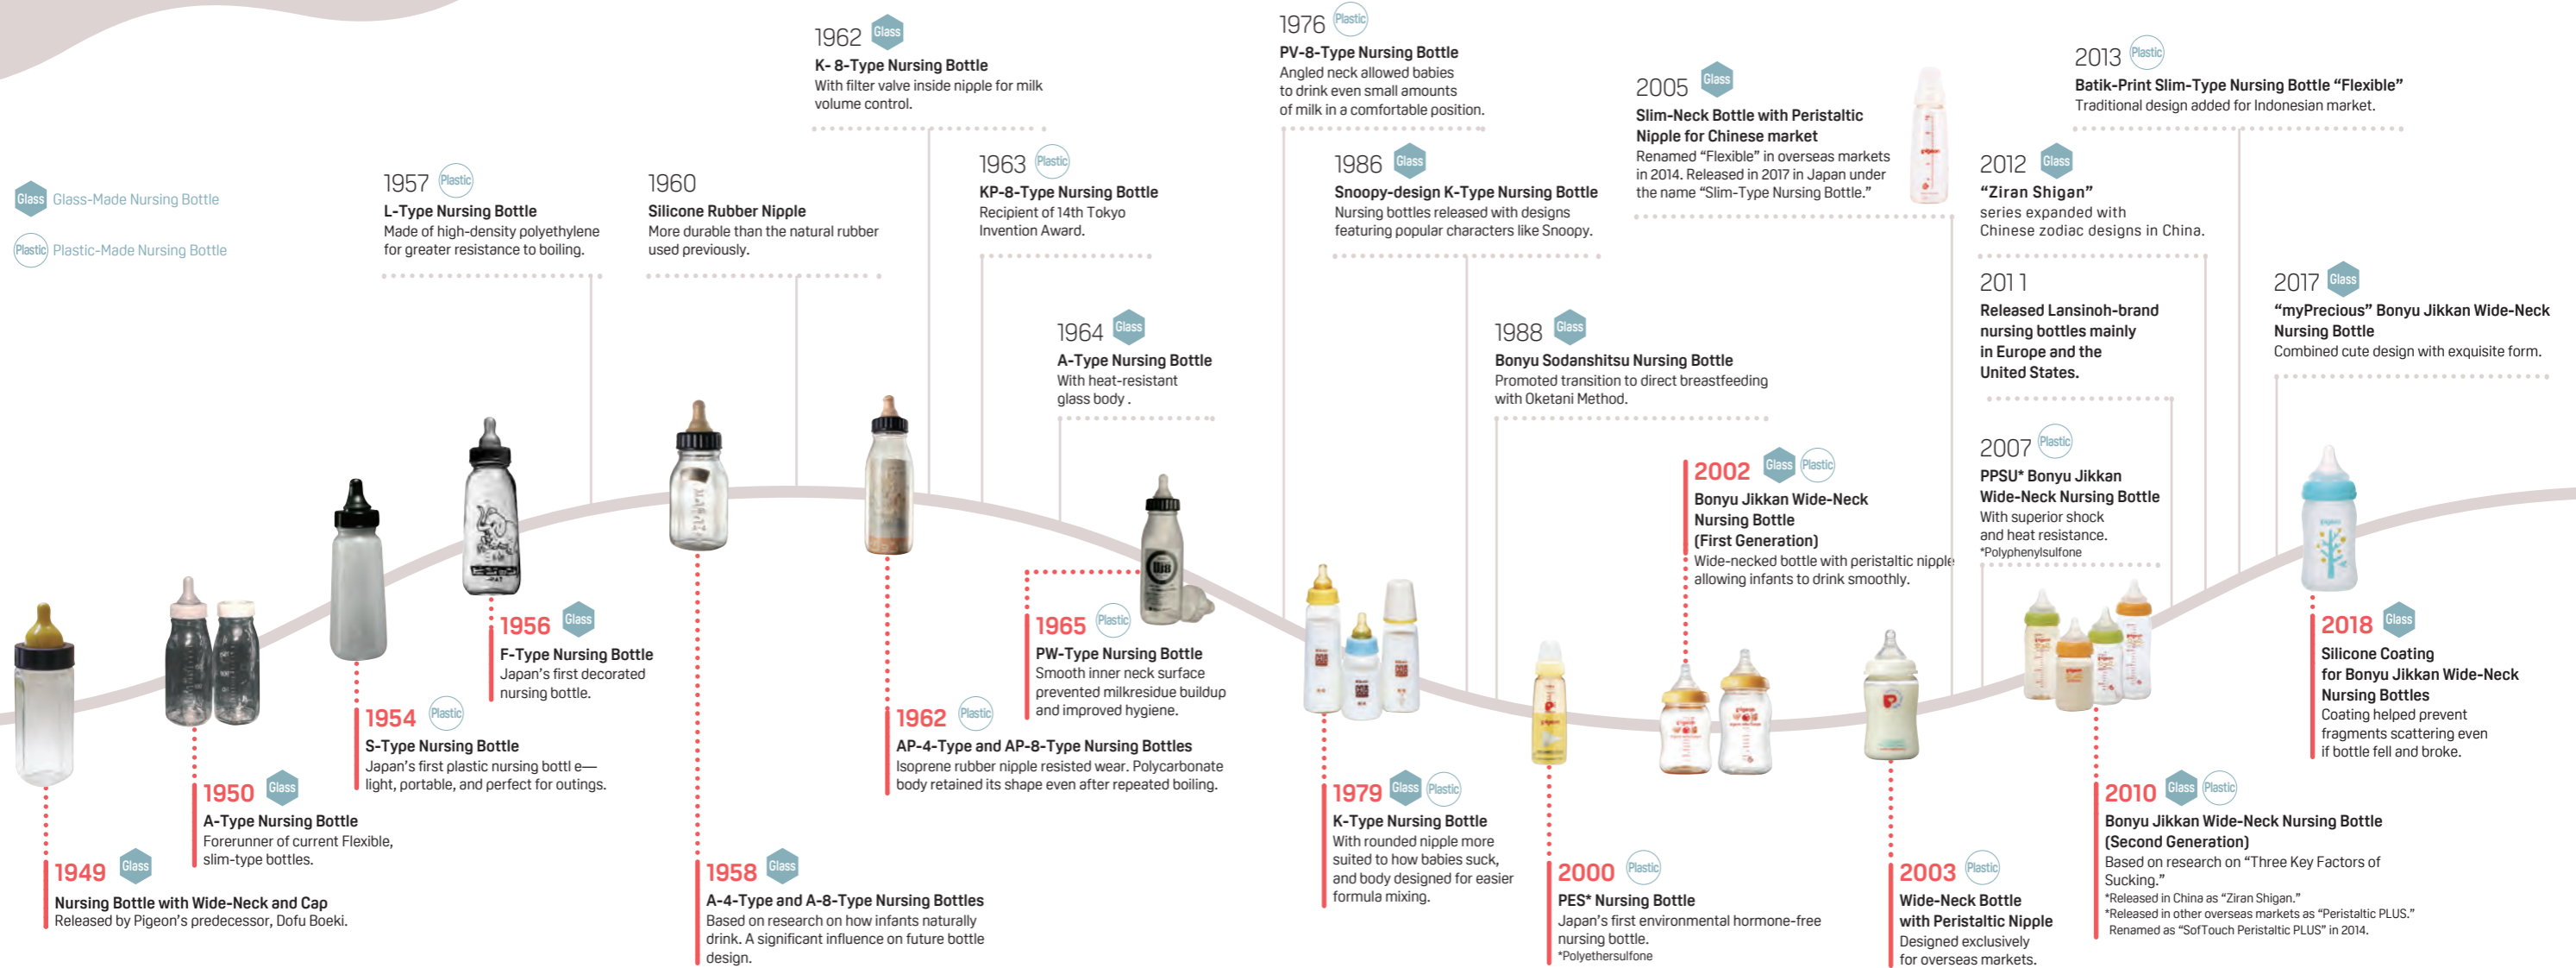 Glass Glass-Made Nursing Bottle
Plastic Plastic-Made Nursing Bottle
1949 Glass
Nursing Bottle with Wide-Neck and Cap
Released by Pigeon's predecessor, Dofu Boeki.
1950 Glass
A-Type Nursing Bottle
Forerunner of current Flexible,
slim-type bottles.
1954 Plastic
S-Type Nursing Bottle
Japan's first plastic nursing bottl e—
light, portable, and perfect for outings.
1956 Glass
F-Type Nursing Bottle
Japan's first decorated
nursing bottle.
1957 Plastic
L-Type Nursing Bottle
Made of high-density polyethylene
for greater resistance to boiling.
1958 Glass
A-4-Type and A-8-Type Nursing Bottles
Based on research on how infants naturally
drink. A significant influence on future bottle
design.
1960
Silicone Rubber Nipple
More durable than the natural rubber
used previously.
1962 Glass
K- 8-Type Nursing Bottle
With filter valve inside nipple for milk
volume control.
1962 Plastic
AP-4-Type and AP-8-Type Nursing Bottles
Isoprene rubber nipple resisted wear. Polycarbonate
body retained its shape even after repeated boiling.
1963 Plastic
KP-8-Type Nursing Bottle
Recipient of 14th Tokyo
Invention Award.
1964 Glass
A-Type Nursing Bottle
With heat-resistant
glass body .
1965 Plastic
PW-Type Nursing Bottle
Smooth inner neck surface
prevented milkresidue buildup
and improved hygiene.
1976 Plastic
PV-8-Type Nursing Bottle
Angled neck allowed babies
to drink even small amounts
of milk in a comfortable position.
1979 Glass Plastic
K-Type Nursing Bottle
With rounded nipple more
suited to how babies suck,
and body designed for easier
formula mixing.
1986 Glass
Snoopy-design K-Type Nursing Bottle
Nursing bottles released with designs
featuring popular characters like Snoopy.
1988 Glass
Bonyu Sodanshitsu Nursing Bottle
Promoted transition to direct breastfeeding
with Oketani Method.
2000 Plastic
PES* Nursing Bottle
Japan's first environmental hormone-free
nursing bottle.
*Polyethersulfone
2002 Glass Plastic
Bonyu Jikkan Wide-Neck
Nursing Bottle
(First Generation)
Wide-necked bottle with peristaltic nipple
allowing infants to drink smoothly.
2003 Plastic
Wide-Neck Bottle
with Peristaltic Nipple
Designed exclusively
for overseas markets.
2005 Glass
Slim-Neck Bottle with Peristaltic
Nipple for Chinese market
Renamed "Flexible" in overseas markets
in 2014. Released in 2017 in Japan under
the name "Slim-Type Nursing Bottle."
2007 Plastic
PPSU* Bonyu Jikkan
Wide-Neck Nursing Bottle
With superior shock
and heat resistance.
*Polyphenylsulfone
2010 Glass Plastic
Bonyu Jikkan Wide-Neck Nursing Bottle
(Second Generation)
Based on research on "Three Key Factors of
Sucking."
*Released in China as "Ziran Shigan."
*Released in other overseas markets as "Peristaltic PLUS."
Renamed as "SofTouch Peristaltic PLUS" in 2014.
2011
Released Lansinoh-brand
nursing bottles mainly
in Europe and the
United States.
2012 Glass
"Ziran Shigan"
series expanded with
Chinese zodiac designs in China.
2013 Plastic
Batik-Print Slim-Type Nursing Bottle "Flexible"
Traditional design added for Indonesian market.
2017 Glass
"myPrecious" Bonyu Jikkan Wide-Neck
Nursing Bottle
Combined cute design with exquisite form.
2018 Glass
Silicone Coating
for Bonyu Jikkan Wide-Neck
Nursing Bottles
Coating helped prevent
fragments scattering even
if bottle fell and broke.